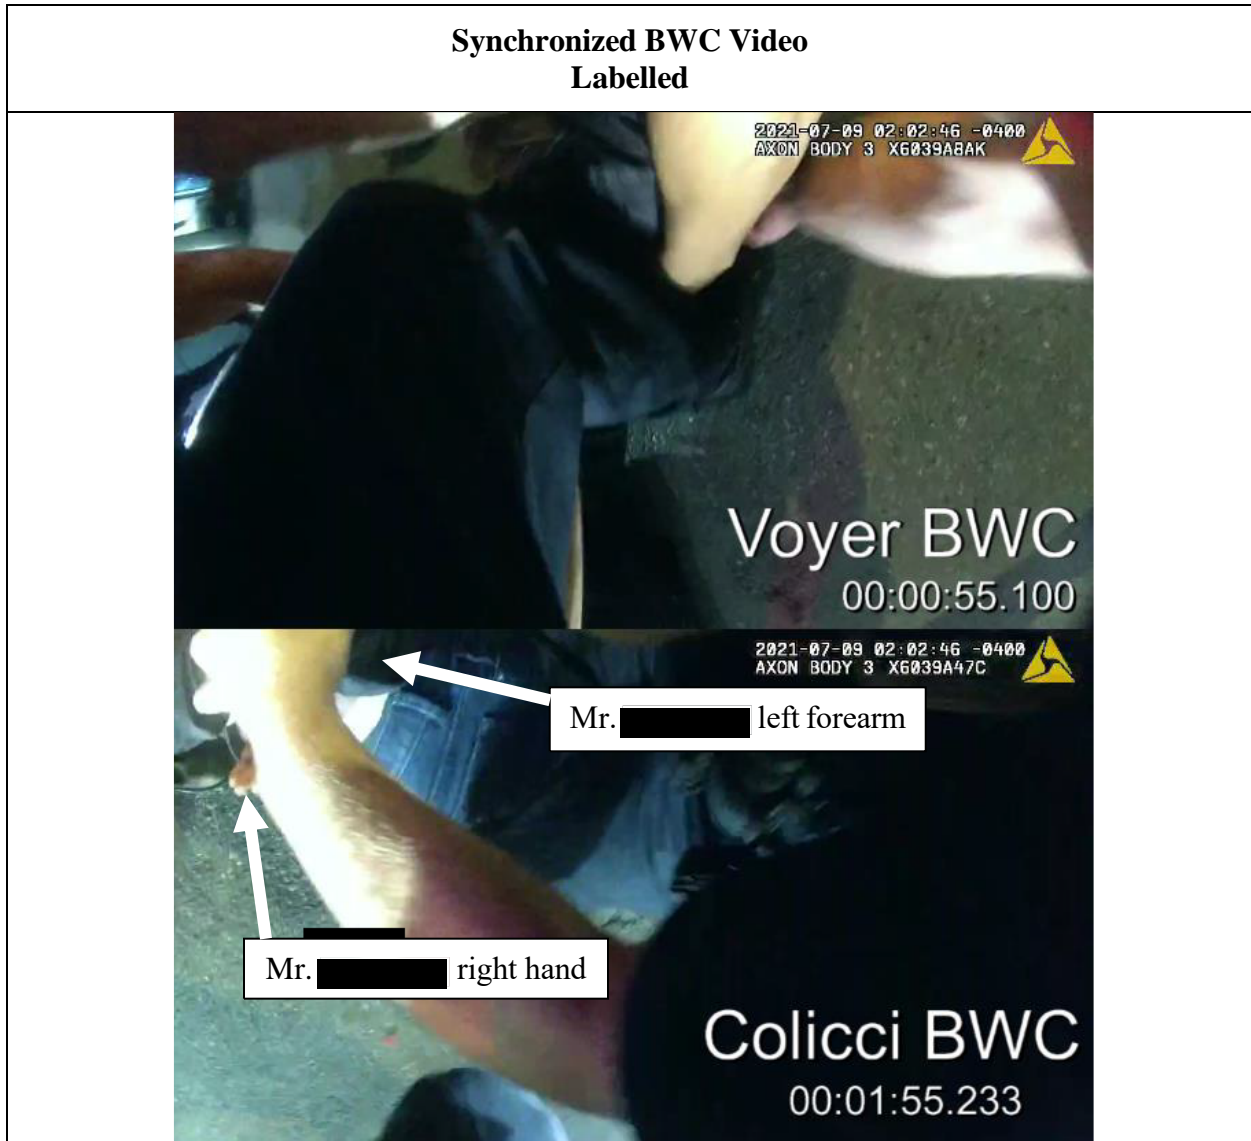 Synchronized BWC Video
Labelled
2021-07-09 02:02:46 -0400
AXON BODY 3 X6039A8AK
Voyer BWC
00:00:55.100
2021-07-09 02:02:46 -0400
AXON BODY 3 X6039A47C
Mr. left forearm
Mr. right hand
Colicci BWC
00:01:55.233